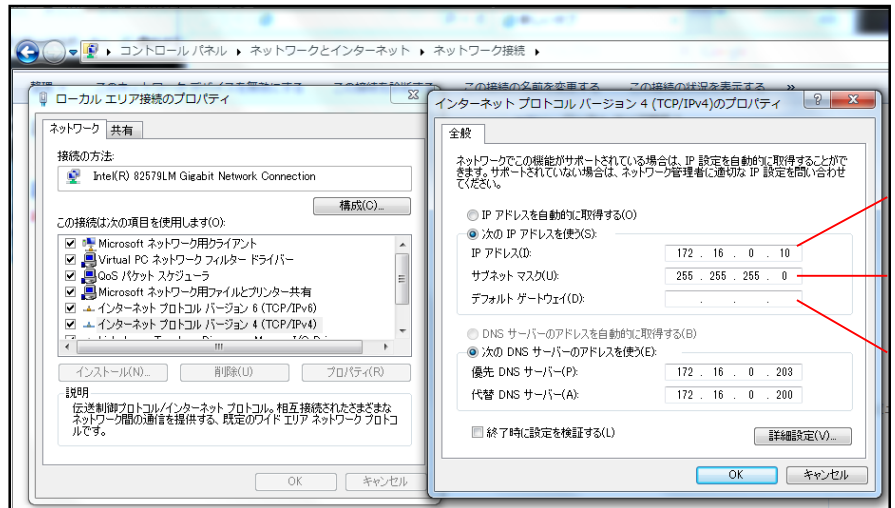 コントロール パネル ▸ ネットワークとインターネット ▸ ネットワーク接続 ▸
この接続の名前を変更する この接続の状況を表示する »
ローカル エリア接続のプロパティ
ネットワーク 共有
接続の方法:
Intel(R) 82579LM Gigabit Network Connection
構成(C)...
この接続は次の項目を使用します(O):
Microsoft ネットワーク用クライアント
Virtual PC ネットワーク フィルター ドライバー
QoS パケット スケジューラ
Microsoft ネットワーク用ファイルとプリンター共有
インターネット プロトコル バージョン 6 (TCP/IPv6)
インターネット プロトコル バージョン 4 (TCP/IPv4)
インストール(N)... 削除(U) プロパティ(R)
説明
伝送制御プロトコル/インターネット プロトコル。相互接続されたさまざまな
ネットワーク間の通信を提供する、既定のワイド エリア ネットワーク プロトコ
ルです。
OK キャンセル
インターネット プロトコル バージョン 4 (TCP/IPv4)のプロパティ
全般
ネットワークでこの機能がサポートされている場合は、IP 設定を自動的に取得することがで
きます。サポートされていない場合は、ネットワーク管理者に適切な IP 設定を問い合わせ
てください。
IP アドレスを自動的に取得する(O)
次の IP アドレスを使う(S):
IP アドレス(I): 172 . 16 . 0 . 10
サブネット マスク(U): 255 . 255 . 255 . 0
デフォルト ゲートウェイ(D): . . .
DNS サーバーのアドレスを自動的に取得する(B)
次の DNS サーバーのアドレスを使う(E):
優先 DNS サーバー(P): 172 . 16 . 0 . 203
代替 DNS サーバー(A): 172 . 16 . 0 . 200
終了時に設定を検証する(L)
詳細設定(V)...
OK キャンセル